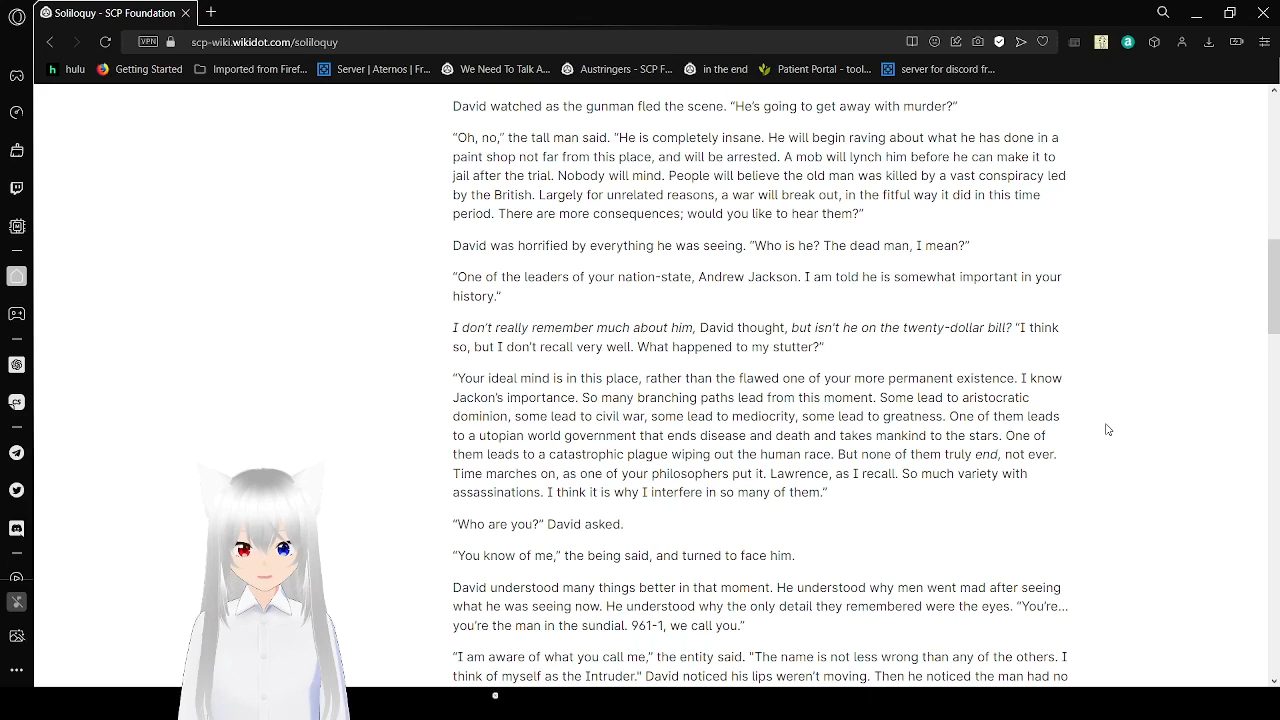 Soliloquy - SCP Foundation
VPN
scp-wiki.wikidot.com/soliloquy
hulu
Getting Started
Imported from Firef...
Server | Aternos | Fr...
We Need To Talk A...
Austringers - SCP F...
in the end
Patient Portal - tool...
server for discord fr...
David watched as the gunman fled the scene. “He’s going to get away with murder?”
“Oh, no,” the tall man said. “He is completely insane. He will begin raving about what he has done in a
paint shop not far from this place, and will be arrested. A mob will lynch him before he can make it to
jail after the trial. Nobody will mind. People will believe the old man was killed by a vast conspiracy led
by the British. Largely for unrelated reasons, a war will break out, in the fitful way it did in this time
period. There are more consequences; would you like to hear them?”
David was horrified by everything he was seeing. “Who is he? The dead man, I mean?”
“One of the leaders of your nation-state, Andrew Jackson. I am told he is somewhat important in your
history.”
I don’t really remember much about him, David thought, but isn’t he on the twenty-dollar bill? “I think
so, but I don’t recall very well. What happened to my stutter?”
“Your ideal mind is in this place, rather than the flawed one of your more permanent existence. I know
Jackon’s importance. So many branching paths lead from this moment. Some lead to aristocratic
dominion, some lead to civil war, some lead to mediocrity, some lead to greatness. One of them leads
to a utopian world government that ends disease and death and takes mankind to the stars. One of
them leads to a catastrophic plague wiping out the human race. But none of them truly end, not ever.
Time marches on, as one of your philosophers put it. Lawrence, as I recall. So much variety with
assassinations. I think it is why I interfere in so many of them.”
“Who are you?” David asked.
“You know of me,” the being said, and turned to face him.
David understood many things better in that moment. He understood why men went mad after seeing
what he was seeing now. He understood why the only detail they remembered were the eyes. “You’re…
you’re the man in the sundial. 961-1, we call you.”
“I am aware of what you call me,” the entity said. "The name is not less wrong than any of the others. I
think of myself as the Intruder." David noticed his lips weren’t moving. Then he noticed the man had no